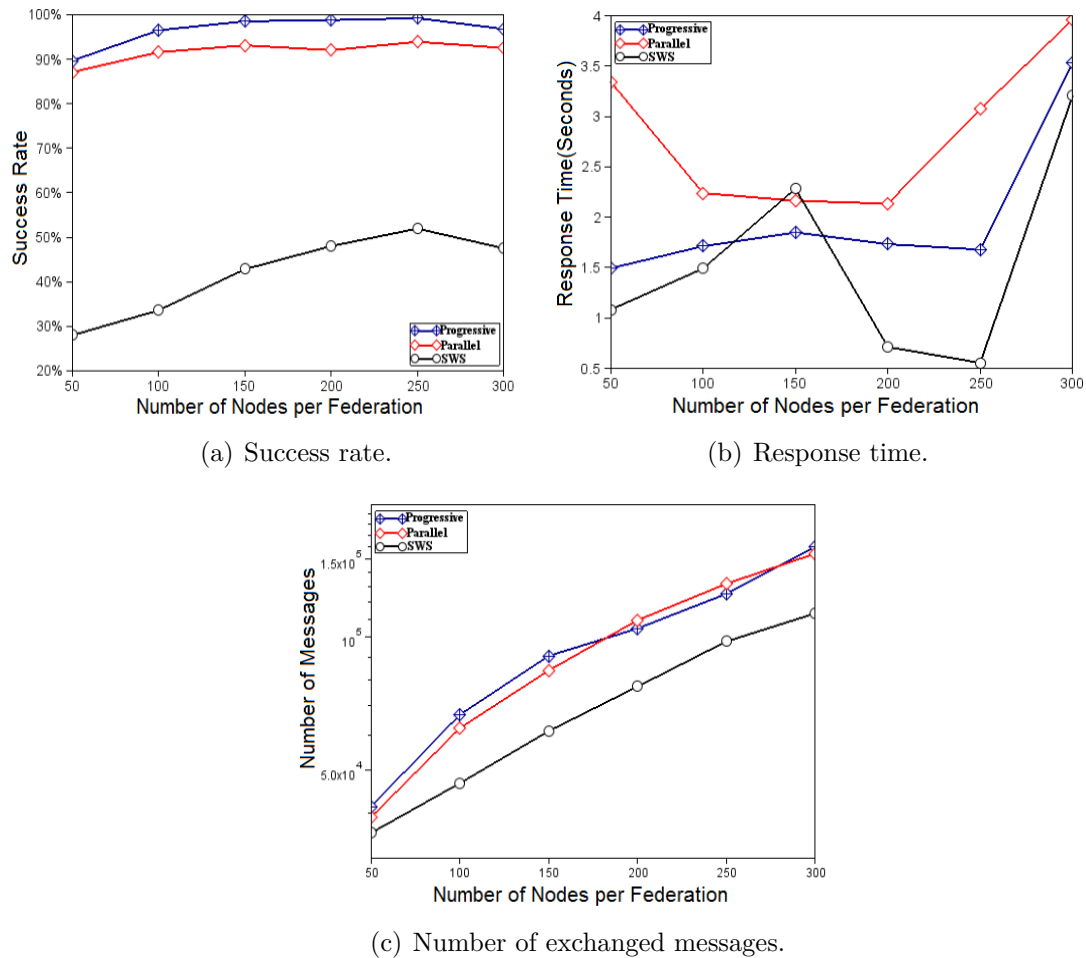 100%
90%
80%
70%
60%
50%
40%
30%
20%
Success Rate
Progressive
Parallel
SWS
50 100 150 200 250 300
Number of Nodes per Federation
(a) Success rate.
4
3.5
3
2.5
2
1.5
1
0.5
Response Time(Seconds)
Progressive
Parallel
SWS
50 100 150 200 250 300
Number of Nodes per Federation
(b) Response time.
Progressive
Parallel
SWS
1.5x10^5
10^5
5.0x10^4
Number of Messages
50 100 150 200 250 300
Number of Nodes per Federation
(c) Number of exchanged messages.